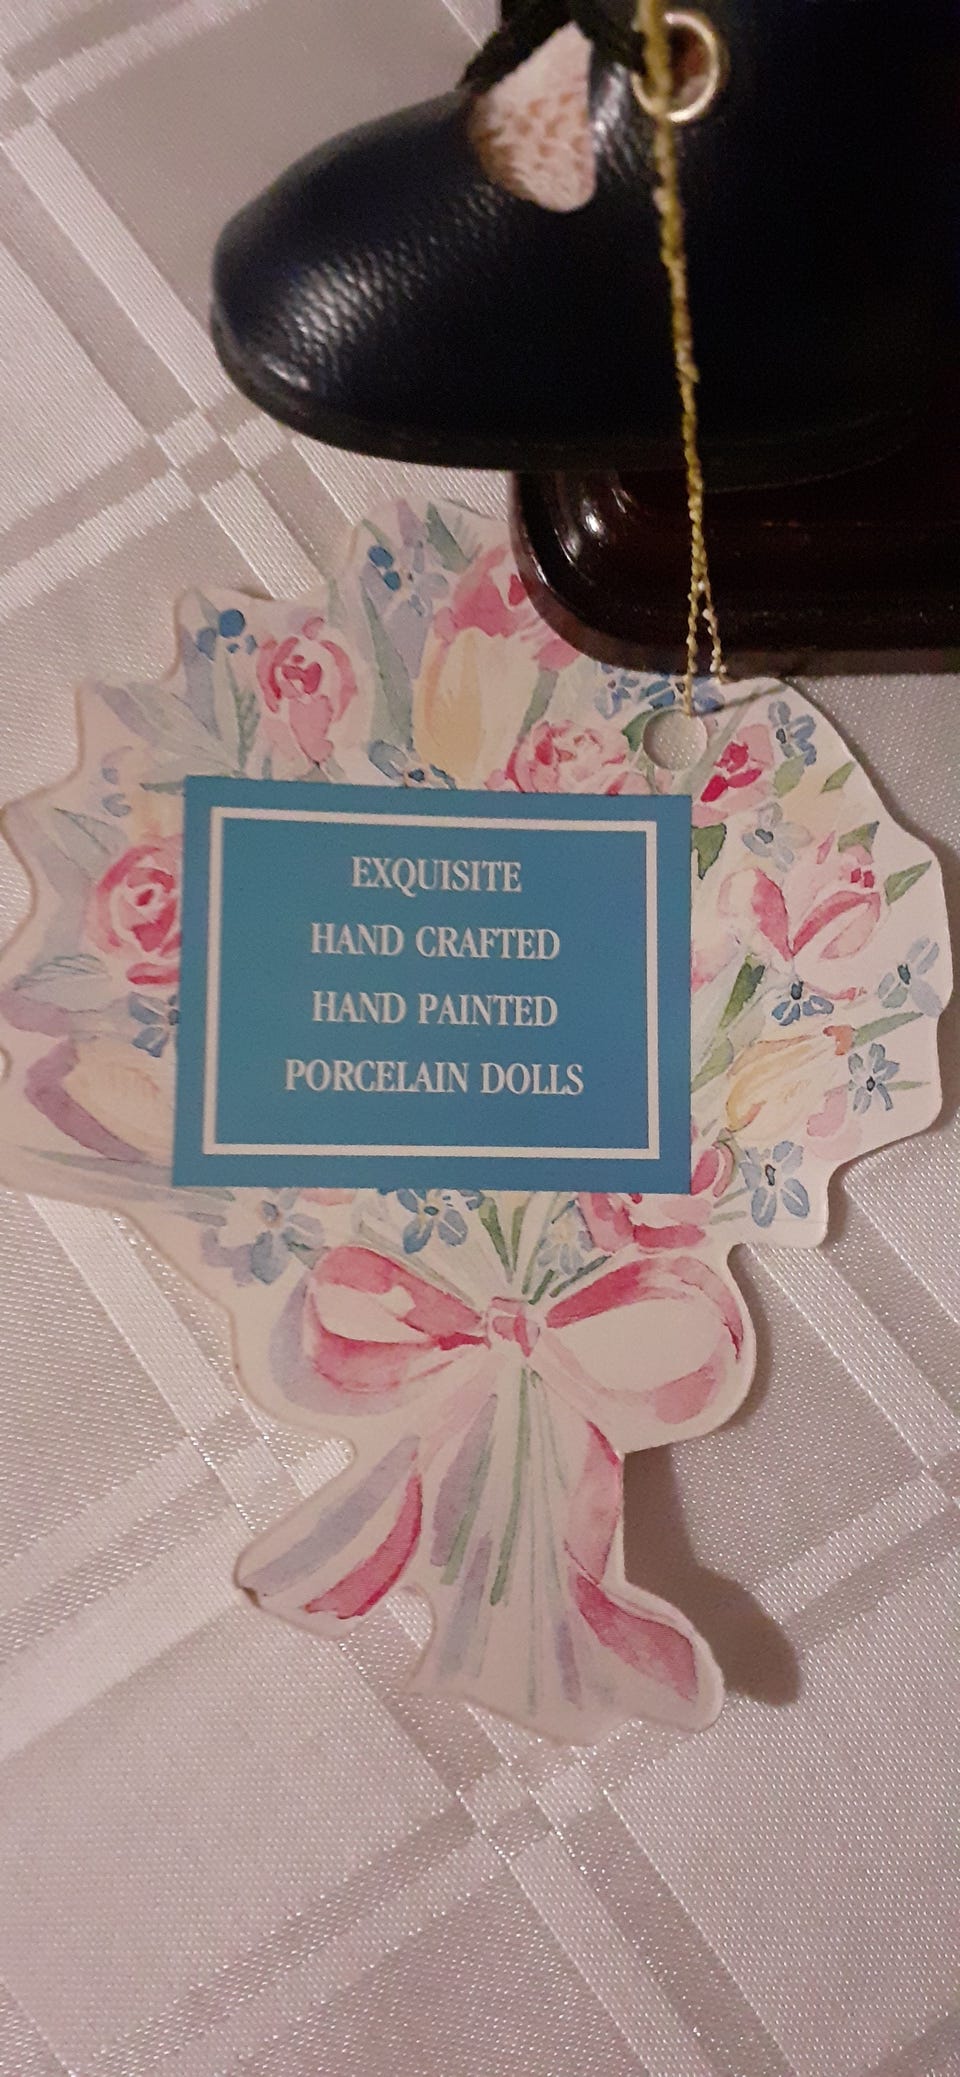 EXQUISITE
HAND CRAFTED
HAND PAINTED
PORCELAIN DOLLS